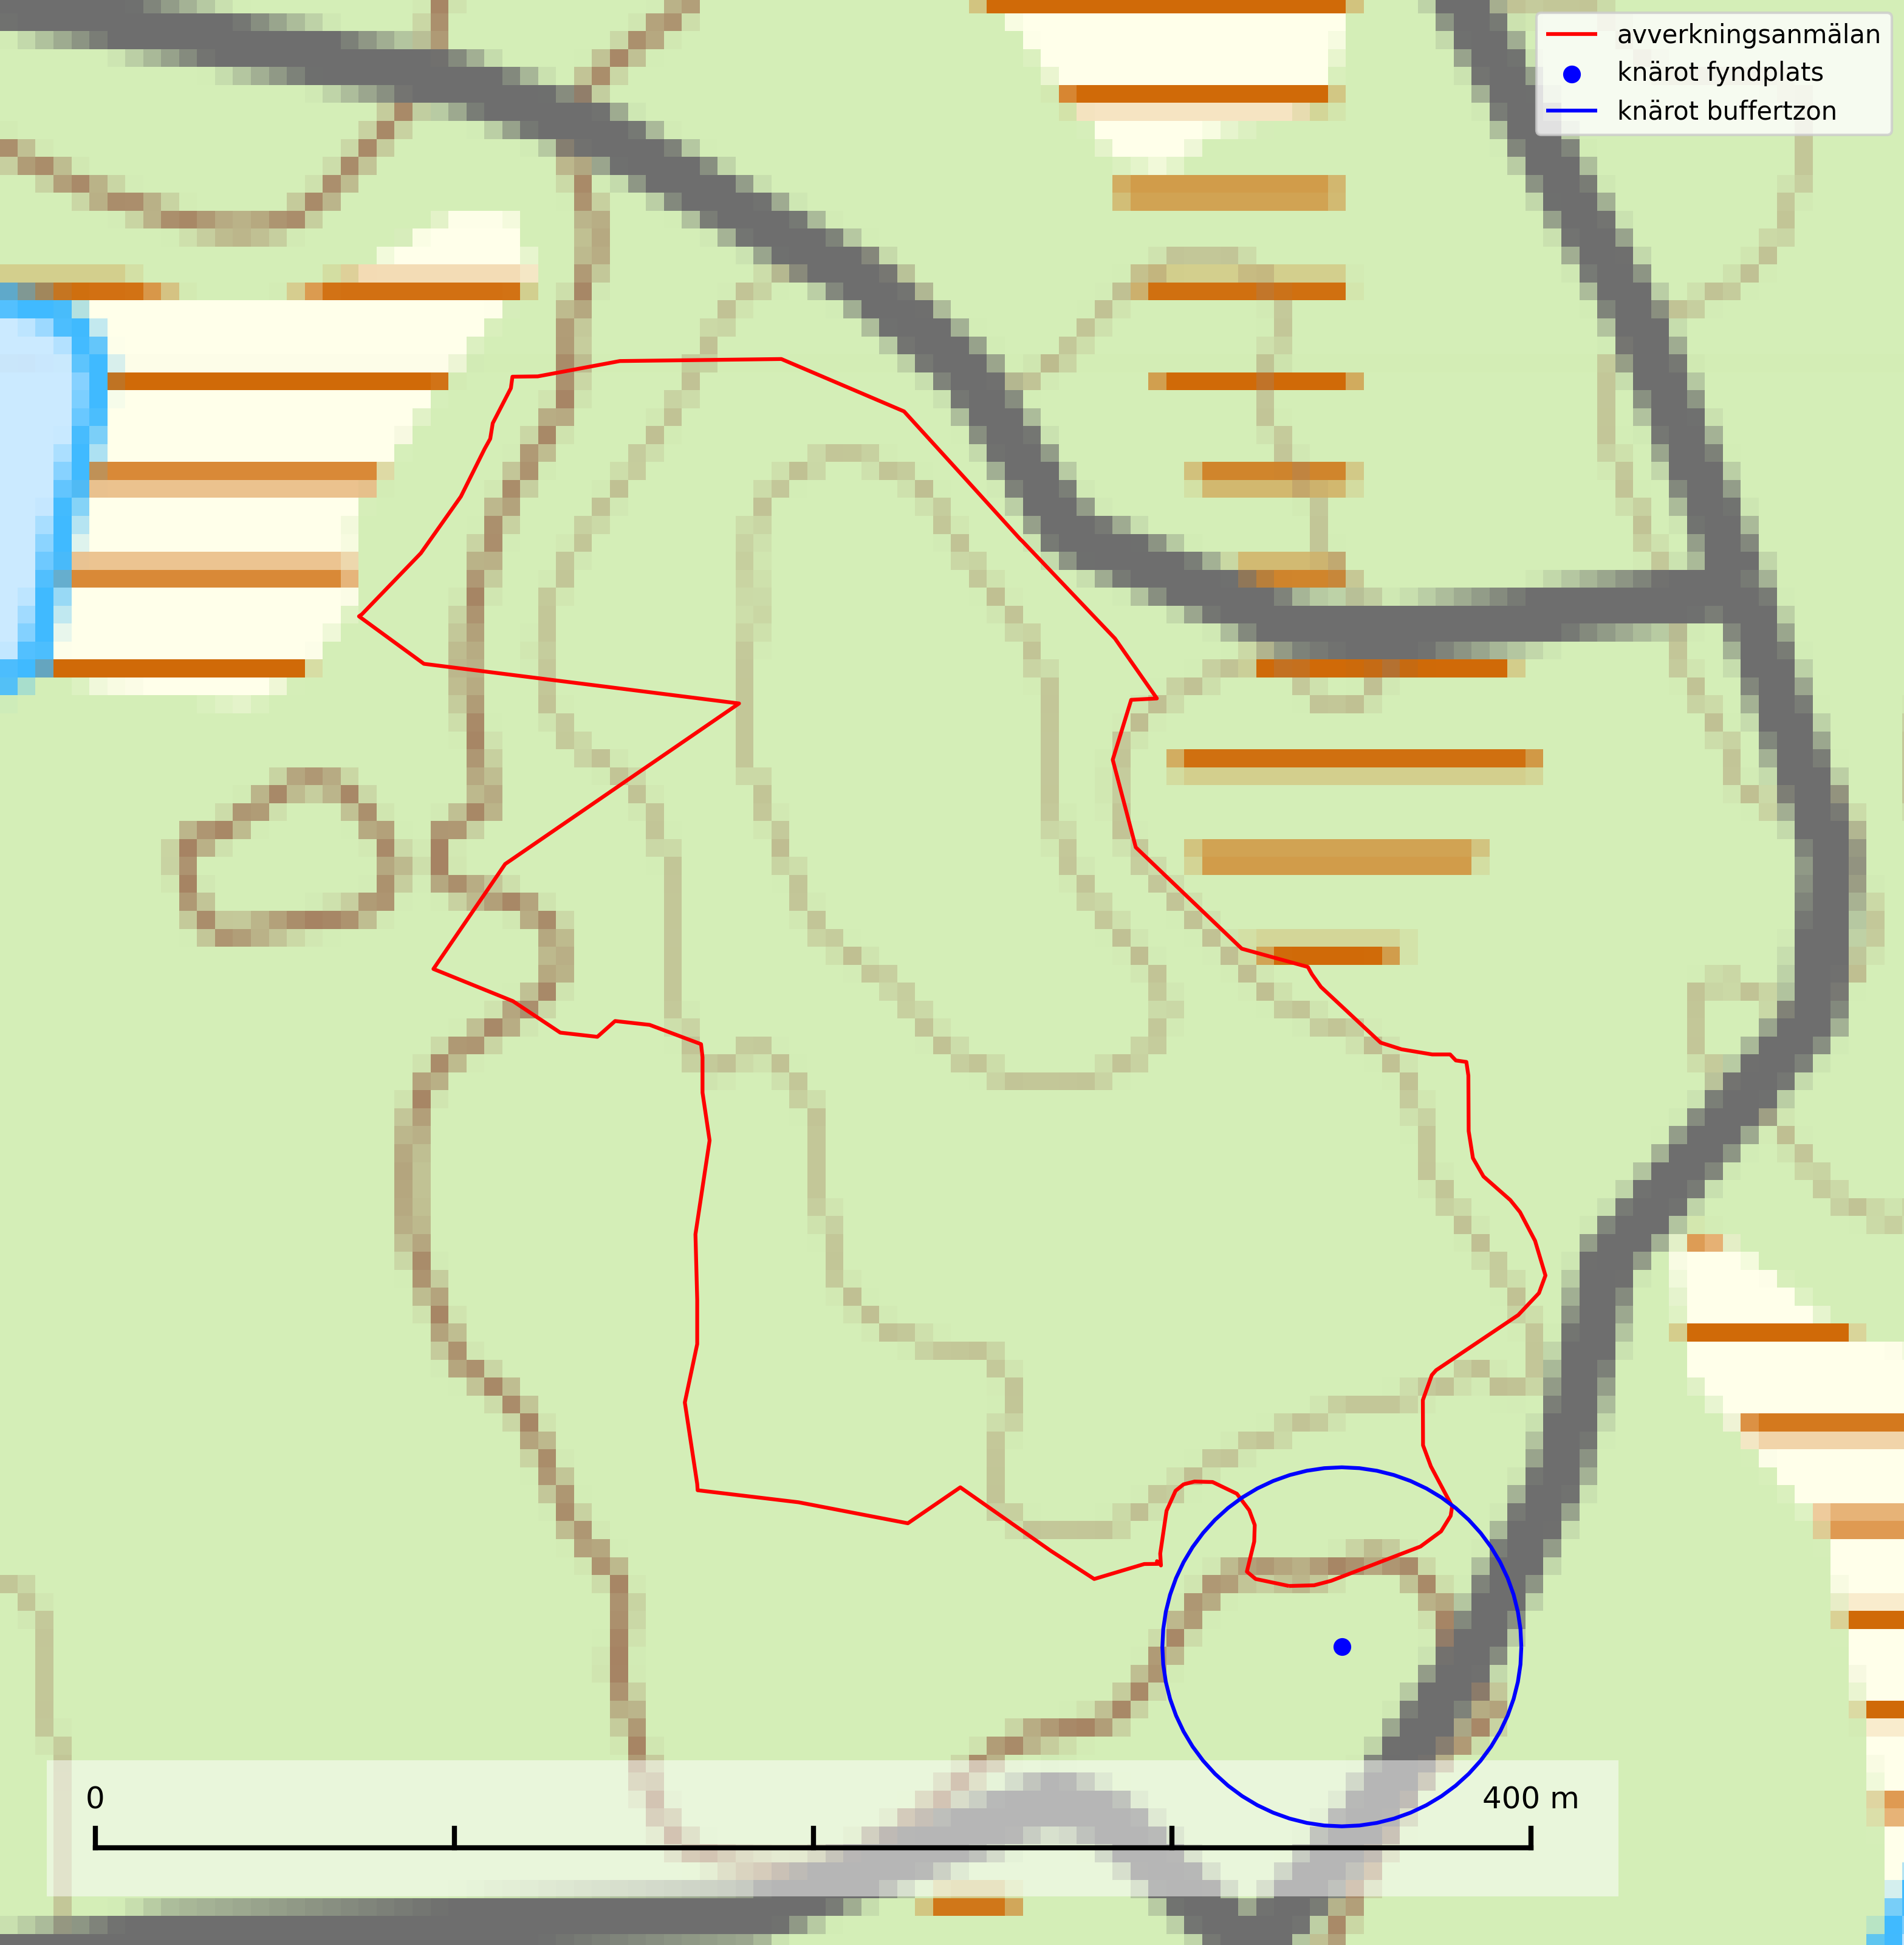 avverkningsanmälan
knärot fyndplats
knärot buffertzon
0
400 m